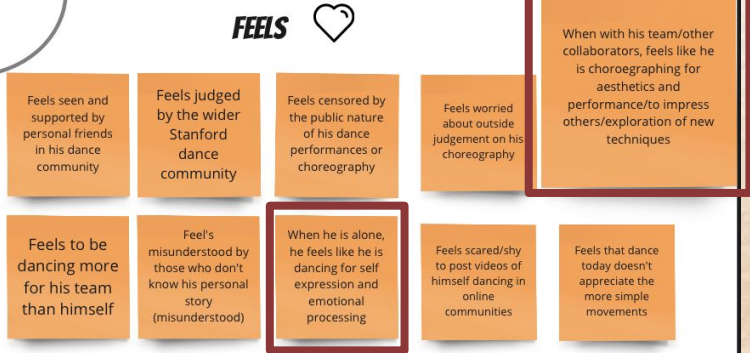 FEELS
Feels seen and
supported by
personal friends
in his dance
community
Feels judged
by the wider
Stanford
dance
community
Feels censored by
the public nature
of his dance
performances or
choreography
Feels worried
about outside
judgement on his
choreography
When with his team/other
collaborators, feels like he
is choroegraphing for
aesthetics and
performance/to impress
others/exploration of new
techniques
Feels to be
dancing more
for his team
than himself
Feel's
misunderstood by
those who don't
know his personal
story
(misunderstood)
When he is alone,
he feels like he is
dancing for self
expression and
emotional
processing
Feels scared/shy
to post videos of
himself dancing in
online
communities
Feels that dance
today doesn't
appreciate the
more simple
movements